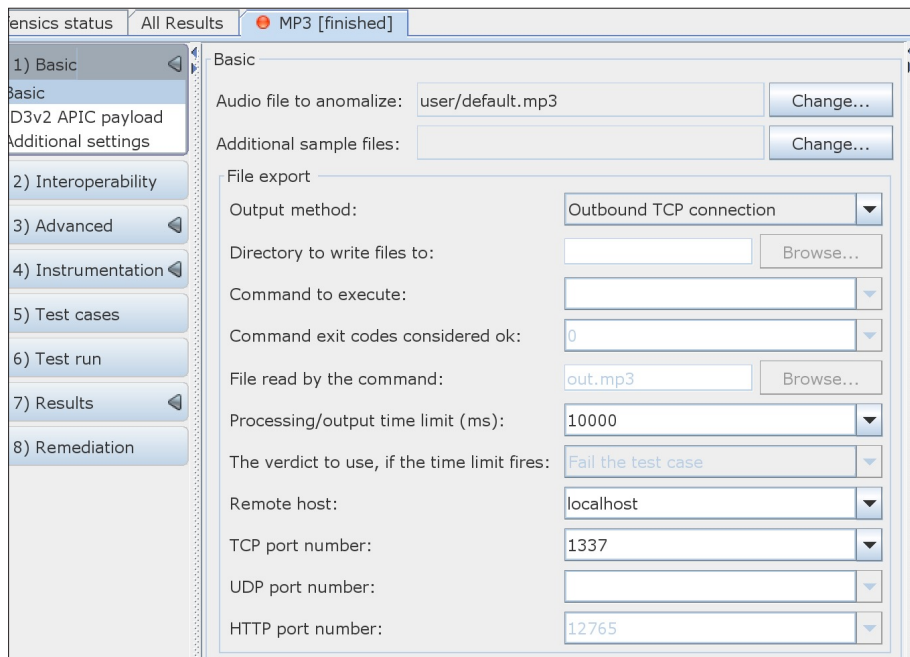 ensics status
All Results
MP3 [finished]
1) Basic
Basic
D3v2 APIC payload
Additional settings
2) Interoperability
3) Advanced
4) Instrumentation
5) Test cases
6) Test run
7) Results
8) Remediation
Basic
Audio file to anomalize: user/default.mp3 Change...
Additional sample files: Change...
File export
Output method: Outbound TCP connection
Directory to write files to: Browse...
Command to execute:
Command exit codes considered ok: 0
File read by the command: out.mp3 Browse...
Processing/output time limit (ms): 10000
The verdict to use, if the time limit fires: Fail the test case
Remote host: localhost
TCP port number: 1337
UDP port number:
HTTP port number: 12765